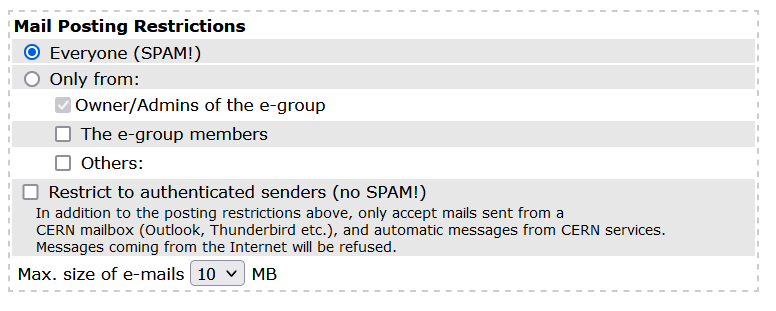 Mail Posting Restrictions
Everyone (SPAM!)
Only from:
Owner/Admins of the e-group
The e-group members
Others:
Restrict to authenticated senders (no SPAM!)
In addition to the posting restrictions above, only accept mails sent from a
CERN mailbox (Outlook, Thunderbird etc.), and automatic messages from CERN services.
Messages coming from the Internet will be refused.
Max. size of e-mails 10 MB